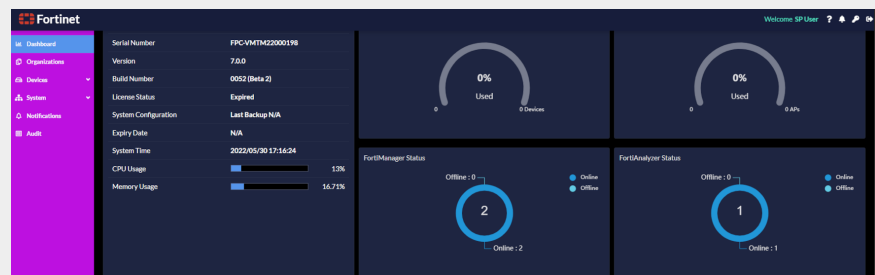 Fortinet
Welcome SP User
Dashboard
Organizations
Devices
System
Notifications
Audit
Serial Number FPC-VMTM22000198
Version 7.0.0
Build Number 0052 (Beta 2)
License Status Expired
System Configuration Last Backup N/A
Expiry Date N/A
System Time 2022/05/30 17:16:24
CPU Usage 13%
Memory Usage 16.71%
0%
Used
0 0 Devices
0%
Used
0 0 APs
FortiManager Status
Offline : 0
Online
Offline
2
Online : 2
FortiAnalyzer Status
Offline : 0
Online
Offline
1
Online : 1